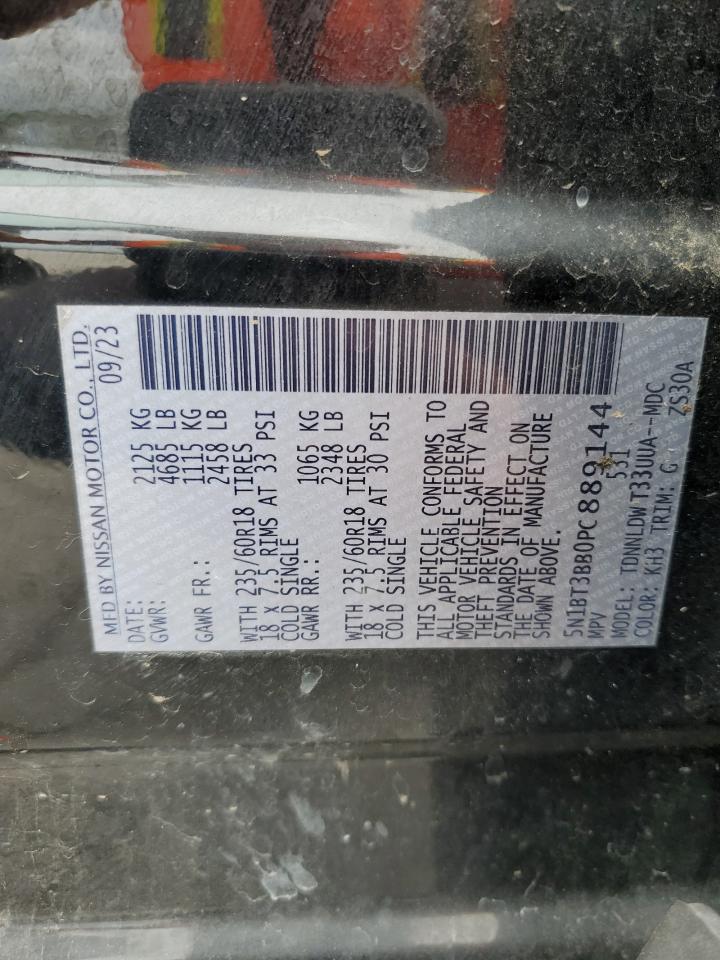 MFD BY NISSAN MOTOR CO., LTD.
DATE: 09/23
GVWR: 2125 KG
4685 LB
GAWR FR.: 1115 KG
2458 LB
WITH 235/60R18 TIRES
18 X 7.5 RIMS AT 33 PSI
COLD SINGLE
GAWR RR.: 1065 KG
2348 LB
WITH 235/60R18 TIRES
18 X 7.5 RIMS AT 30 PSI
COLD SINGLE
THIS VEHICLE CONFORMS TO
ALL APPLICABLE FEDERAL
MOTOR VEHICLE SAFETY AND
THEFT PREVENTION
STANDARDS IN EFFECT ON
THE DATE OF MANUFACTURE
SHOWN ABOVE.
5N1BT3BB0PC889144
MPV 531
MODEL: TDNNLDWT33UUA--MDC
COLOR: KH3 TRIM: G ZS30A